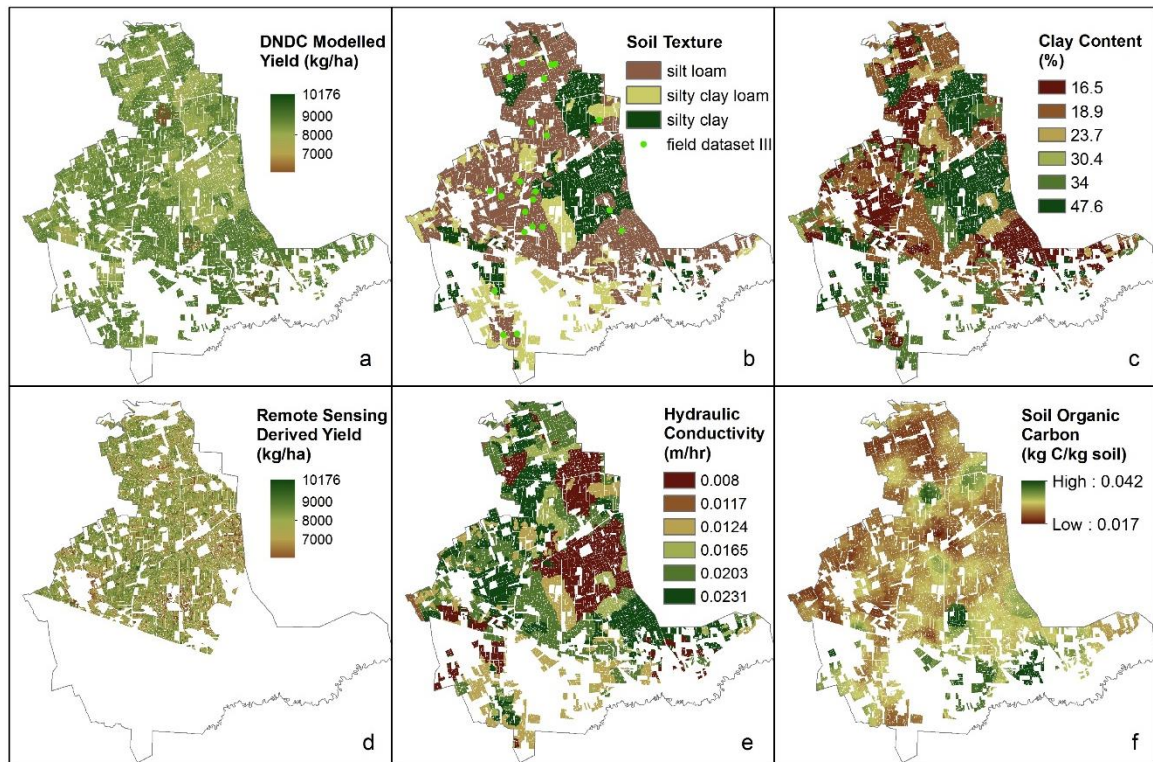 DNDC Modelled
Yield (kg/ha)
10176
9000
8000
7000
a
Soil Texture
silt loam
silty clay loam
silty clay
field dataset III
b
Clay Content
(%)
16.5
18.9
23.7
30.4
34
47.6
c
Remote Sensing
Derived Yield
(kg/ha)
10176
9000
8000
7000
d
Hydraulic
Conductivity
(m/hr)
0.008
0.0117
0.0124
0.0165
0.0203
0.0231
e
Soil Organic
Carbon
(kg C/kg soil)
High : 0.042
Low : 0.017
f